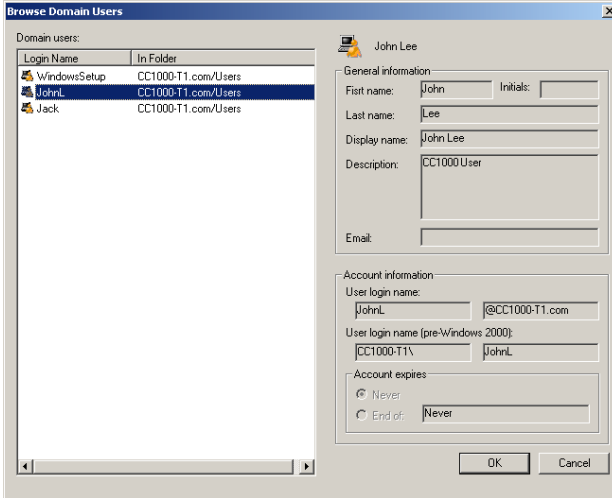 Browse Domain Users
Domain users:
Login Name In Folder
WindowsSetup CC1000-T1.com/Users
JohnL CC1000-T1.com/Users
Jack CC1000-T1.com/Users
John Lee
General information
Fisrt name: John Initials:
Last name: Lee
Display name: John Lee
Description: CC1000 User
Email:
Account information
User login name:
JohnL @CC1000-T1.com
User login name (pre-Windows 2000):
CC1000-T1\ JohnL
Account expires
Never
End of: Never
OK Cancel